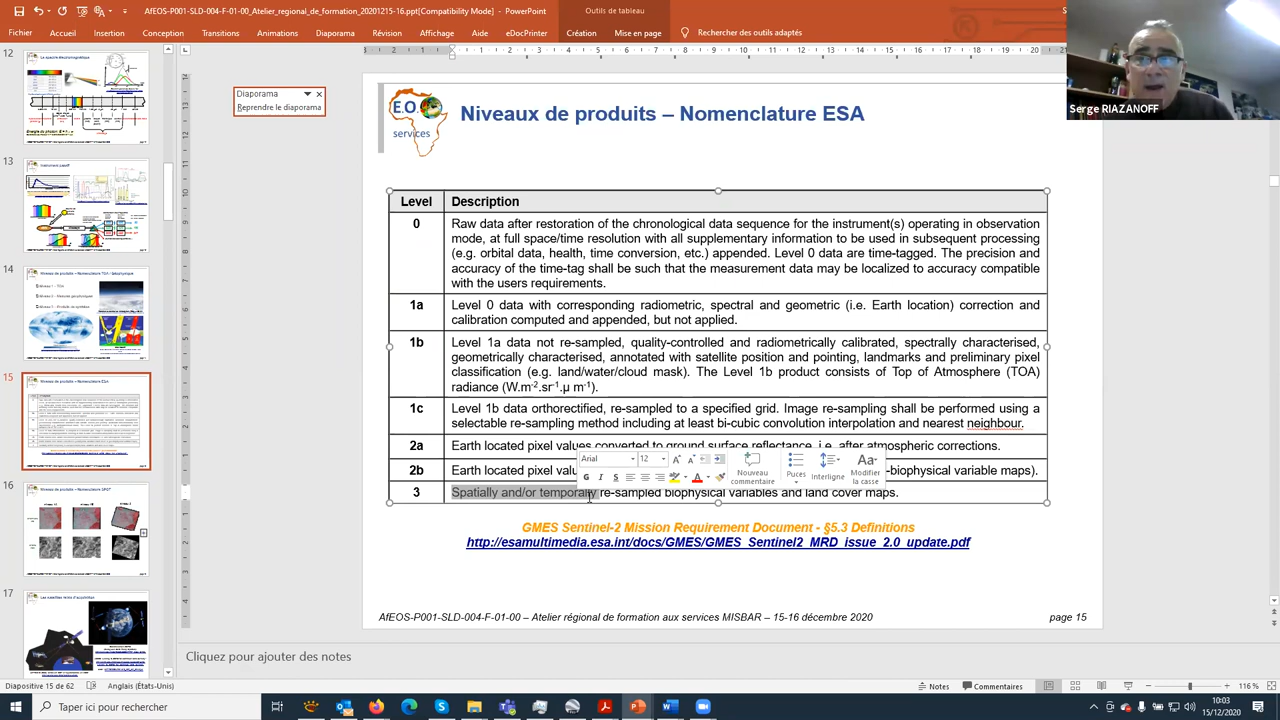 AfEOS-P001-SLD-004-F-01-00_Atelier_regional_de_formation_20201215-16.ppt[Compatibility Mode] - PowerPoint
Outils de tableau
Fichier Accueil Insertion Conception Transitions Animations Diaporama Révision Affichage Aide eDocPrinter Création Mise en page Rechercher des outils adaptés
Serge RIAZANOFF
Diaporama
Reprendre le diaporama
12
13
14
15
16
17
E.O.
services
Niveaux de produits – Nomenclature ESA
Level Description
0 Raw data after restoration of the chronological data sequence for the instrument(s) operating in observation
mode, at full space/time resolution with all supplementary information to be used in subsequent processing
(e.g. orbital data, health, time conversion, etc.) appended. Level 0 data are time-tagged. The precision and
accuracy of the time-tag shall be such that the measurement data may be localized to accuracy compatible
with the users requirements.
1a Level 0 data with corresponding radiometric, spectral and geometric (i.e. Earth location) correction and
calibration computed and appended, but not applied.
1b Level 1a data not re-sampled, quality-controlled and radiometrically calibrated, spectrally characterised,
geometrically characterised, annotated with satellite position and pointing, landmarks and preliminary pixel
classification (e.g. land/water/cloud mask). The Level 1b product consists of Top of Atmosphere (TOA)
radiance (W.m-2.sr-1.µ m-1).
1c Level 1b data orthorectified, re-sampled to a specified grid. Image re-sampling shall be performed using a
selectable re-sampling method including at least bi-cubic convolution interpolation and nearest neighbour.
2a Earth located pixel values converted to ground surface reflectance, i.e. after atmospheric corrections.
2b Earth located pixel -biophysical variable maps).
3 Spatially and/or temporally re-sampled biophysical variables and land cover maps.
Arial 12
G I S
Nouveau commentaire
Puces
Interligne
Modifier la casse
GMES Sentinel-2 Mission Requirement Document - §5.3 Definitions
http://esamultimedia.esa.int/docs/GMES/GMES_Sentinel2_MRD_issue_2.0_update.pdf
AfEOS-P001-SLD-004-F-01-00 – Atelier régional de formation aux services MISBAR – 15-16 décembre 2020 page 15
Cliquez pour ajouter des notes
Diapositive 15 de 62 Anglais (États-Unis) Notes Commentaires 116 %
Taper ici pour rechercher
10:03
15/12/2020